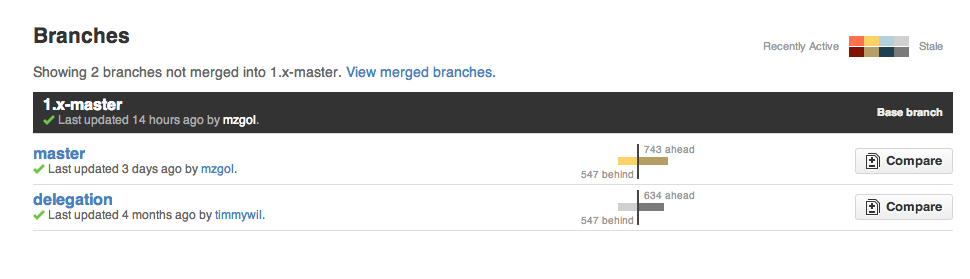 Branches
Recently Active Stale
Showing 2 branches not merged into 1.x-master. View merged branches.
1.x-master
Last updated 14 hours ago by mzgol.
Base branch
master
Last updated 3 days ago by mzgol.
743 ahead
547 behind
Compare
delegation
Last updated 4 months ago by timmywil.
634 ahead
547 behind
Compare